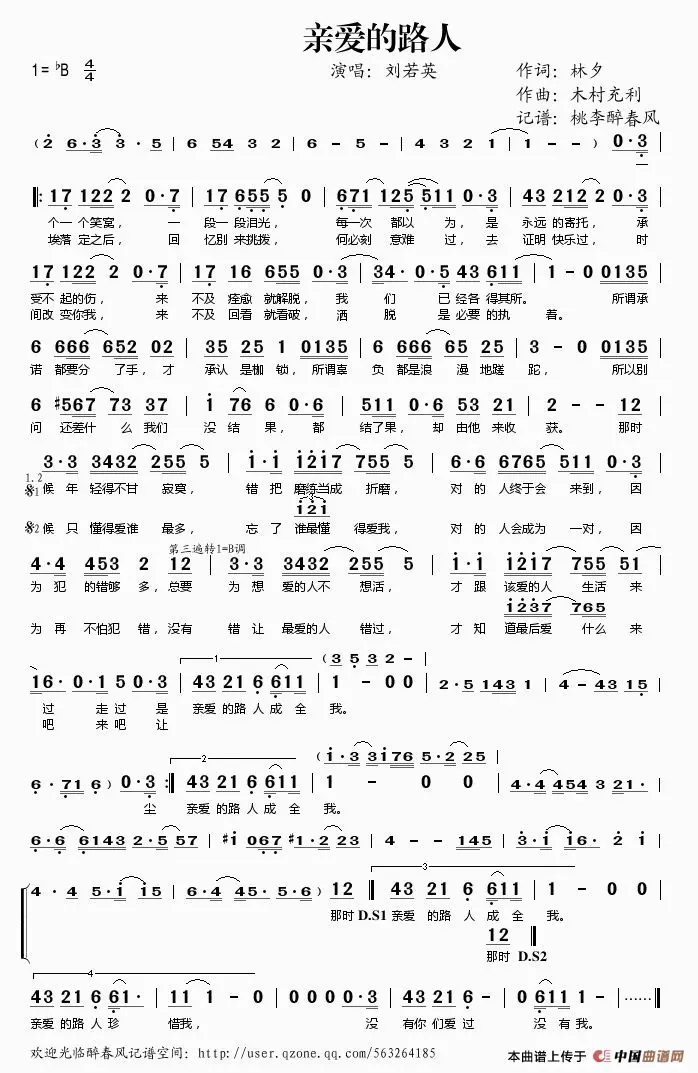 亲爱的路人
1=♭B 4/4 演唱：刘若英 作词：林夕
作曲：木村充利
记谱：桃李醉春风
(2 6·3 3·5 | 6 54 3 2 | 6 - 5 - | 4 3 2 1 | 1 - - ) 0·3
‖: 17 122 2 0·7 | 17 655 5 0 | 671 125 511 0·3 | 43 212 2 0·3
个一 个笑窝， 一 段一 段泪光， 每一次 都以 为， 是 永远 的寄托， 承
埃落 定之后， 回 忆别 来挑拨， 何必刻 意难 过， 去 证明 快乐过， 时
17 122 2 0·7 | 17 16 655 0·3 | 34· 0·5 43 611 | 1 - 0 0135
受不 起的伤， 来 不及 痊愈 就解脱， 我 们 已 经各 得其所。 所谓承
间改 变你我， 来 不及 回看 就看破， 洒 脱 是 必要 的执 着。
6 666 652 02 | 35 25 1 0135 | 6 666 665 25 | 3 - 0 0135
诺 都要分 了手， 才 承认 是枷 锁， 所谓辜 负 都是浪 漫地 蹉 跎， 所以别
6 #567 73 37 | 1 76 6 0·6 | 511 0·6 53 21 | 2 - - 12
问 还差什 么 我们 没 结 果， 都 结了果， 却 由他 来收 获。 那时
1.2
𝄋1 3·3 3432 255 5 | 1·1 1217 755 5 | 6·6 6765 511 0·3
候 年 轻得不甘 寂寞， 错 把 磨练当成 折磨， 对 的 人终于会 来到， 因
3
121
𝄋2 候 只 懂得爱谁 最多， 忘 了 谁最懂 得爱我， 对 的 人会成为 一对， 因
第三遍转1=B调
4·4 453 2 12 | 3·3 3432 255 5 | 1·1 1217 755 51
为 犯 的错够 多， 总要 为 想 爱的人不 想活， 才 跟 该爱的人 生活 来
1237 765
为 再 不怕犯 错， 没有 错 让 最爱的人 错过， 才 知 道最后爱 什么 来
1 (3 5 32 -
16· 0·1 5 0·3 | 43 21 6 611 | 1 - 0 0 | 2·5 143 1 | 4 - 43 15·
过 走 过 是 亲爱 的路 人 成 全 我。
吧 来 吧 让
2 (1·3 3176 5·2 25
6·71 6) 0·3 :‖ 43 21 6 611 | 1 - 0 0 | 4·4 454 3 21·
尘 亲爱 的路 人 成 全 我。
6·6 6143 2·5 57 | #1 067 #1·2 23 | 4 - - 145 | 3·1 16· 2 1
3
4·4 5·1 15 | 6·4 45 5·6) 12 ‖ 43 21 6 611 | 1 - 0 0
那时 D.S1 亲爱 的路 人 成 全 我。
12 ‖
那时 D.S2
4
43 21 6 61· | 11 1 - 0 | 0 0 0 0·3 | 43 21 6 2 | 0 611 1 - |……‖
亲爱 的路 人 珍 惜我， 没 有你 们爱 过 没 有 我。
欢迎光临醉春风记谱空间：http://user.qzone.qq.com/563264185
本曲谱上传于 中国曲谱网